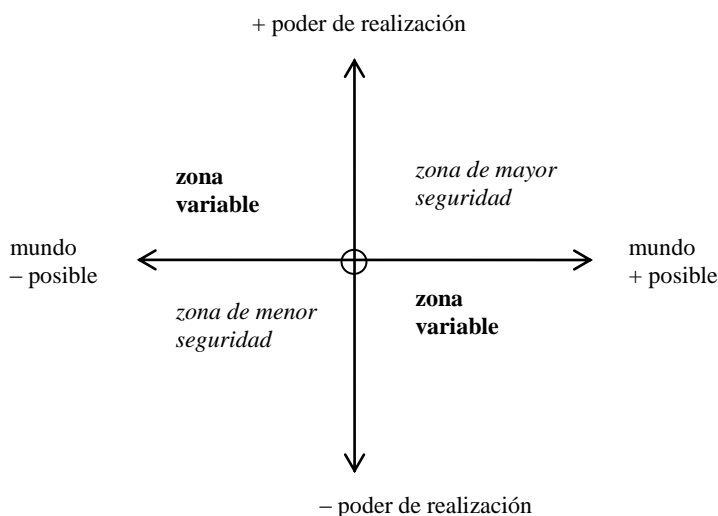 + poder de realización
zona
variable
zona de mayor
seguridad
mundo
– posible
mundo
+ posible
zona de menor
seguridad
zona
variable
– poder de realización